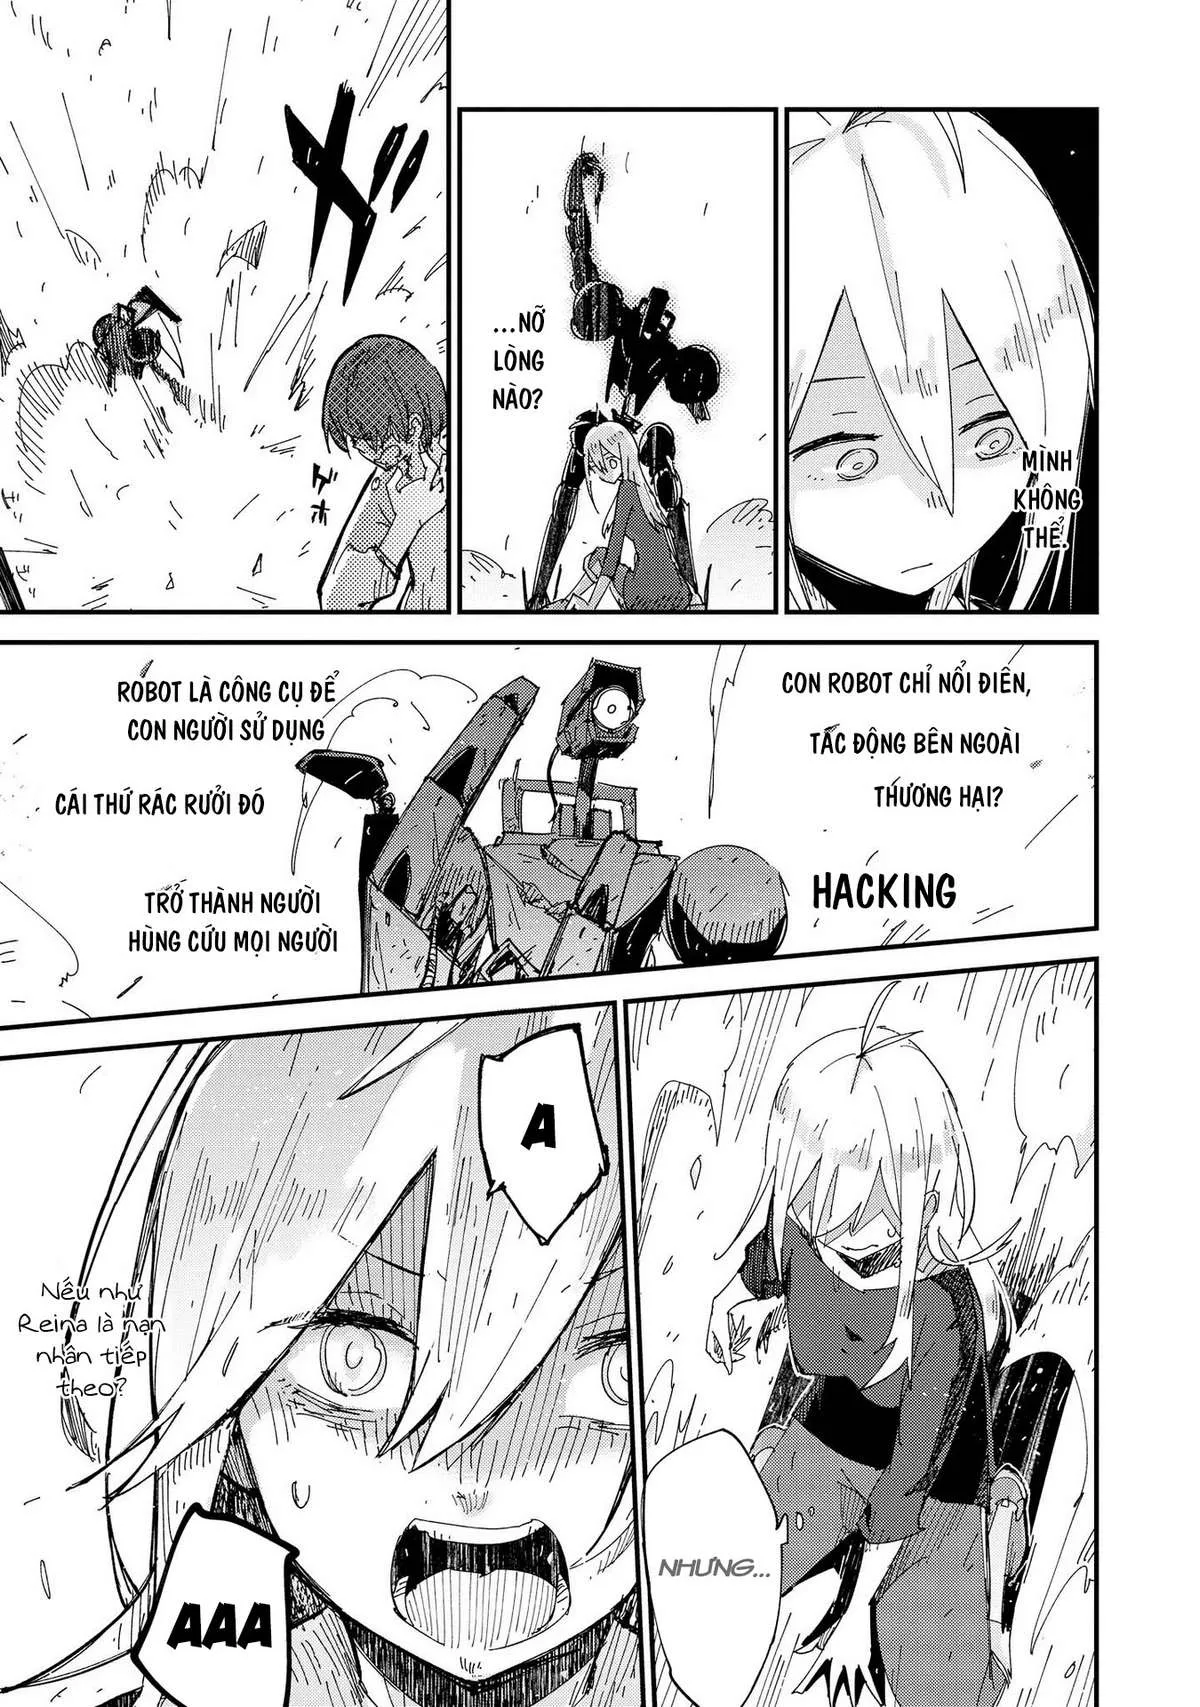 MÌNH
KHÔNG
THỂ.
...NỠ
LÒNG
NÀO?
メキ
ゲホ
CON ROBOT CHỈ NỔI ĐIÊN,
TÁC ĐỘNG BÊN NGOÀI
THƯƠNG HẠI?
HACKING
ROBOT LÀ CÔNG CỤ ĐỂ
CON NGƯỜI SỬ DỤNG
CÁI THỨ RÁC RƯỞI ĐÓ
TRỞ THÀNH NGƯỜI
HÙNG CỨU MỌI NGƯỜI
NHƯNG...
A
Nếu như
Reina là nạn
nhân tiếp
theo?
AAA